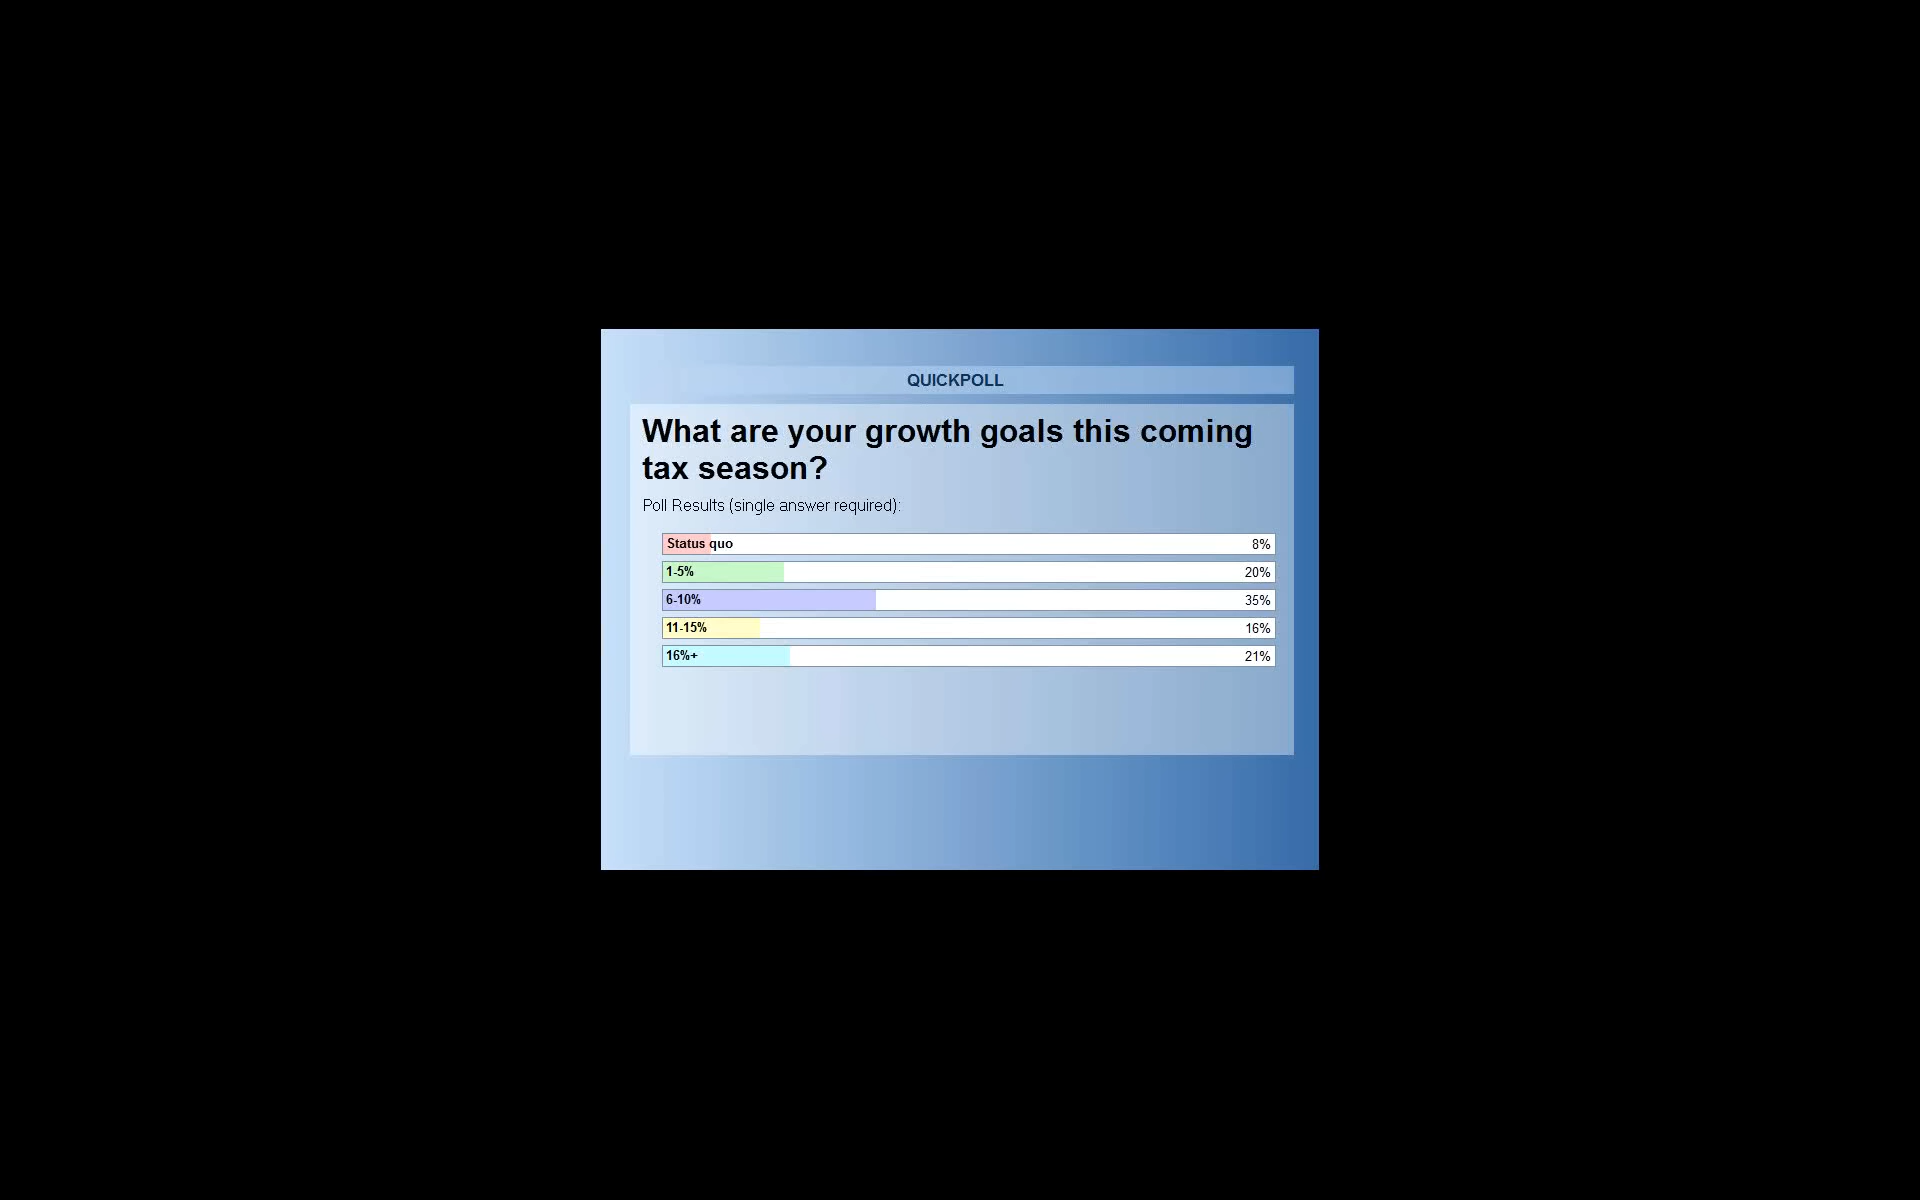 QUICKPOLL
What are your growth goals this coming
tax season?
Poll Results (single answer required):
Status quo 8%
1-5% 20%
6-10% 35%
11-15% 16%
16%+ 21%